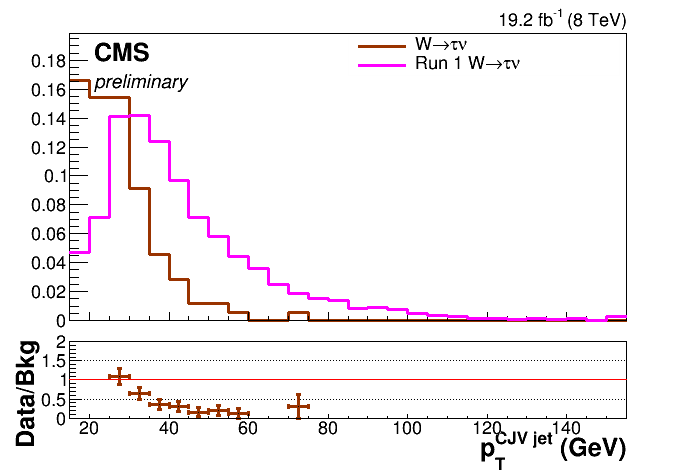 19.2 fb⁻¹ (8 TeV)
CMS
preliminary
W→τν
Run 1 W→τν
0.18
0.16
0.14
0.12
0.1
0.08
0.06
0.04
0.02
0
Data/Bkg
2
1.5
1
0.5
0
20 40 60 80 100 120 140
p_T^CJV jet (GeV)